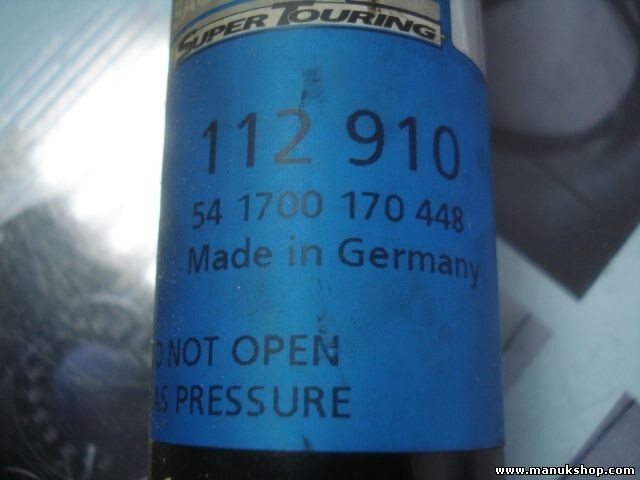 SUPER TOURING
112 910
54 1700 170 448
Made in Germany
O NOT OPEN
AS PRESSURE
www.manukshop.com